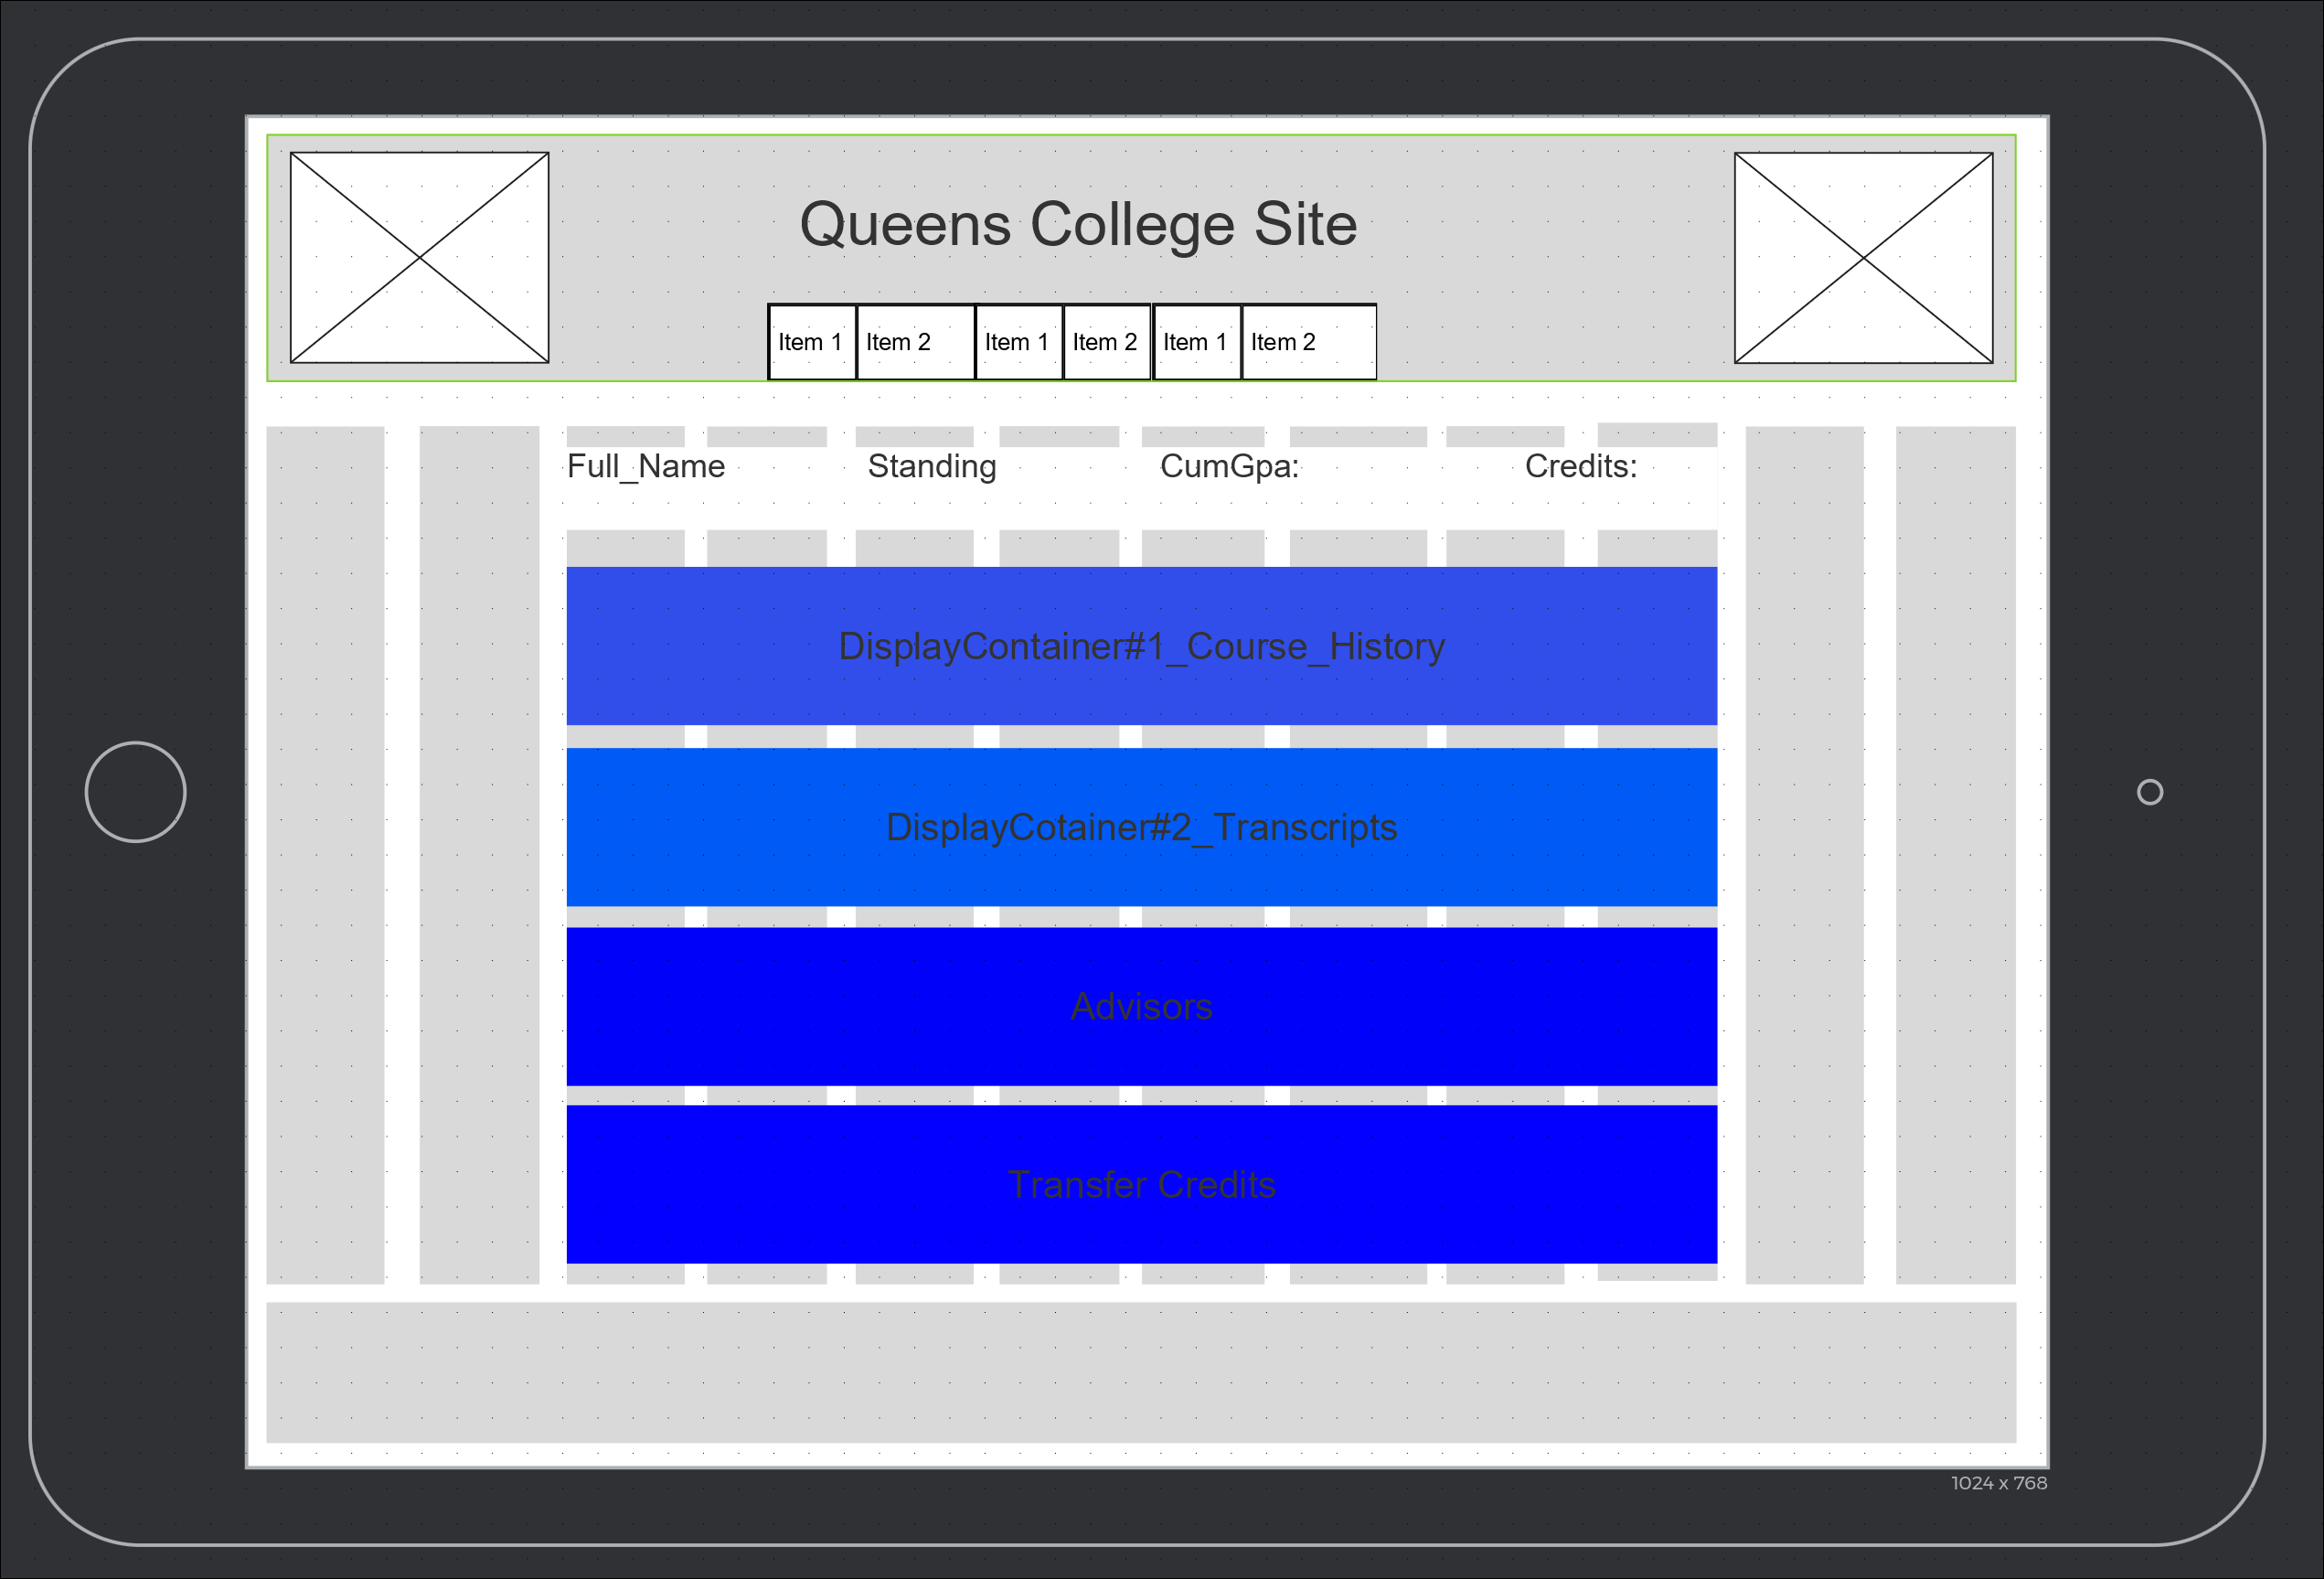 Queens College Site
Item 1 Item 2 Item 1 Item 2 Item 1 Item 2
Full_Name Standing CumGpa: Credits:
DisplayContainer#1_Course_History
DisplayCotainer#2_Transcripts
Advisors
Transfer Credits
1024 x 768